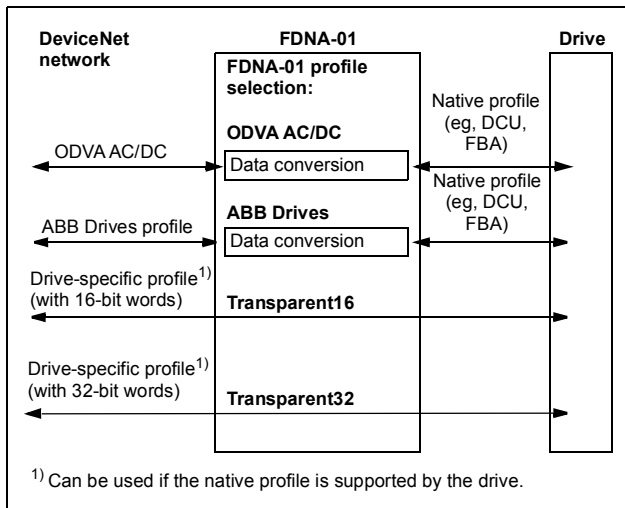 DeviceNet network
FDNA-01
Drive
FDNA-01 profile selection:
ODVA AC/DC
ODVA AC/DC
Data conversion
Native profile
(eg, DCU,
FBA)
ABB Drives profile
ABB Drives
Data conversion
Native profile
(eg, DCU,
FBA)
Drive-specific profile1)
(with 16-bit words)
Transparent16
Drive-specific profile1)
(with 32-bit words)
Transparent32
1) Can be used if the native profile is supported by the drive.